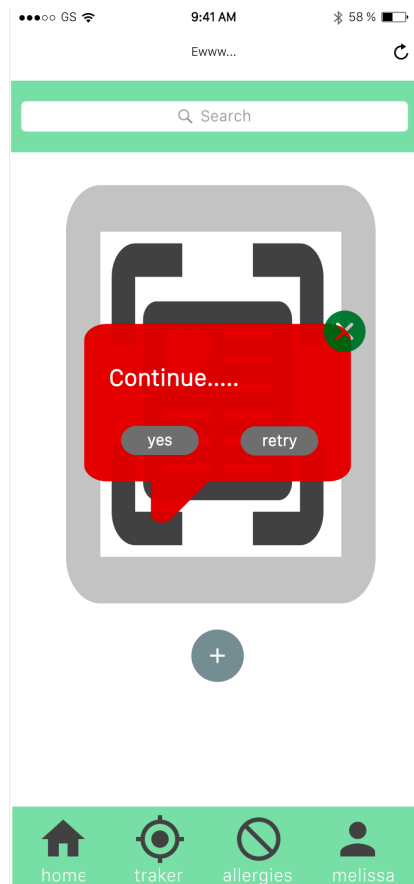 GS 9:41 AM 58 %
Ewww...
Search
Continue.....
yes retry
home traker allergies melissa